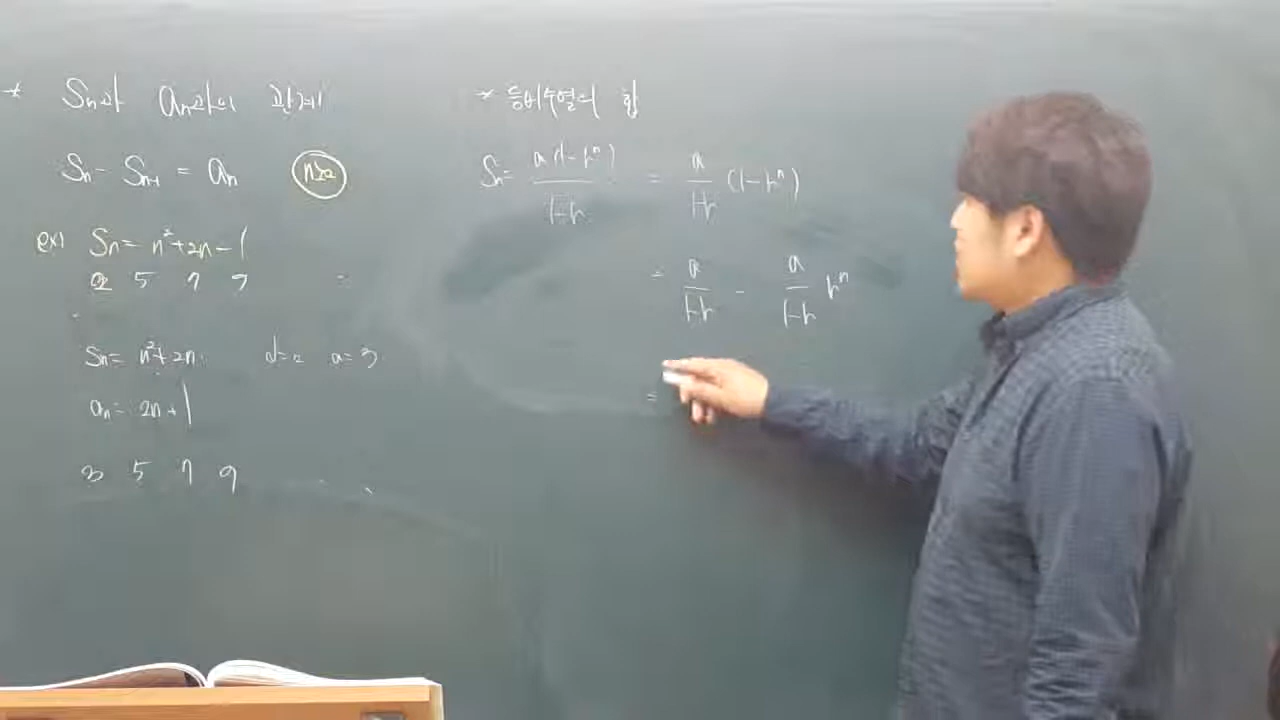 * Sn과 an과의 관계
Sn - Sn-1 = an (n≥2)
ex) Sn = n²+2n-1
2 5 7 9 ...
Sn = n²+2n d=2 a=3
an = 2n+1
3 5 7 9 ...
* 등비수열의 합
Sn = a(1-rⁿ)/1-r = a/1-r (1-rⁿ)
= a/1-r - a/1-r rⁿ
=